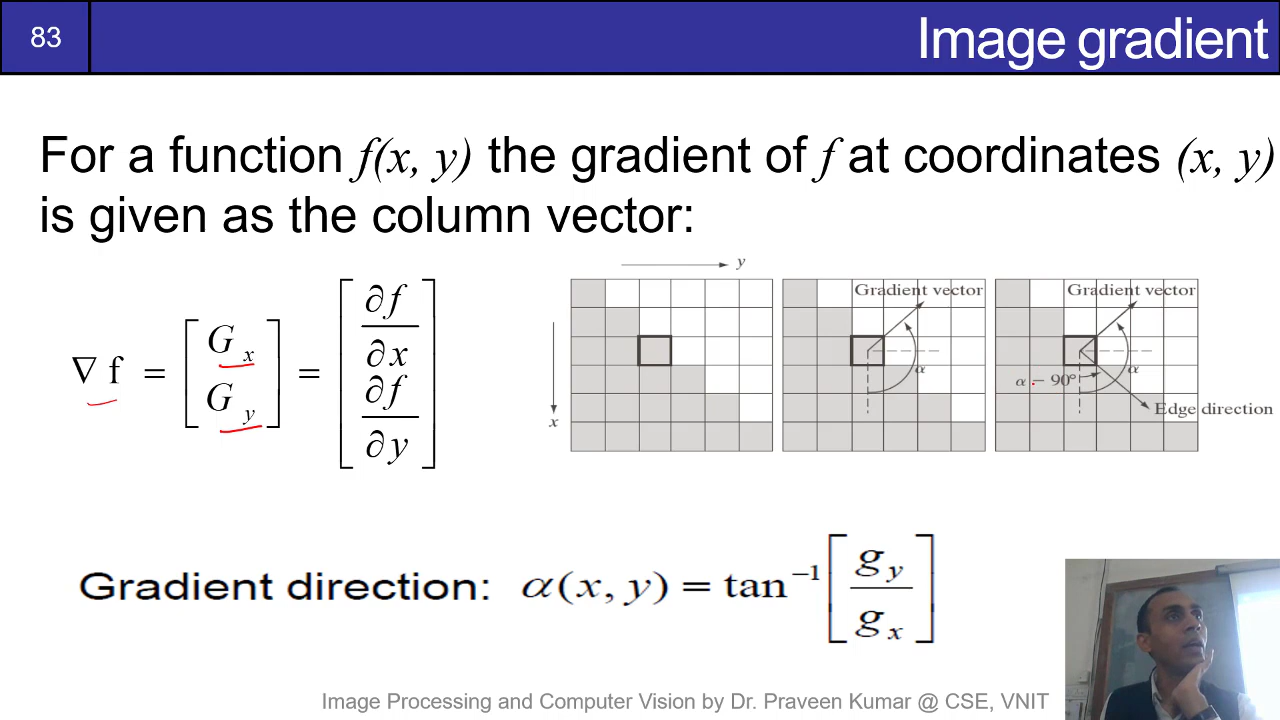 83
Image gradient
For a function f(x, y) the gradient of f at coordinates (x, y)
is given as the column vector:
∇ f = [ G x G y ] = [ ∂f/∂x ∂f/∂y ]
y
x
Gradient vector
α
Gradient vector
α
α − 90°
Edge direction
Gradient direction: α(x, y) = tan⁻¹ [ g y / g x ]
Image Processing and Computer Vision by Dr. Praveen Kumar @ CSE, VNIT